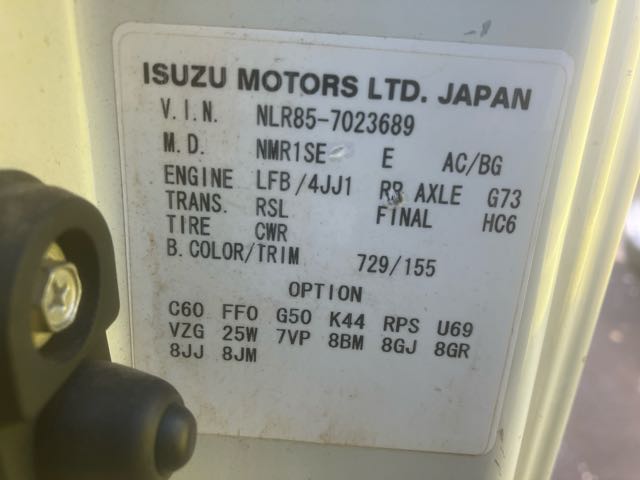 ISUZU MOTORS LTD. JAPAN
V.I.N. NLR85-7023689
M.D. NMR1SE E AC/BG
ENGINE LFB/4JJ1 RR AXLE G73
TRANS. RSL FINAL HC6
TIRE CWR
B.COLOR/TRIM 729/155
OPTION
C60 FF0 G50 K44 RPS U69
VZG 25W 7VP 8BM 8GJ 8GR
8JJ 8JM